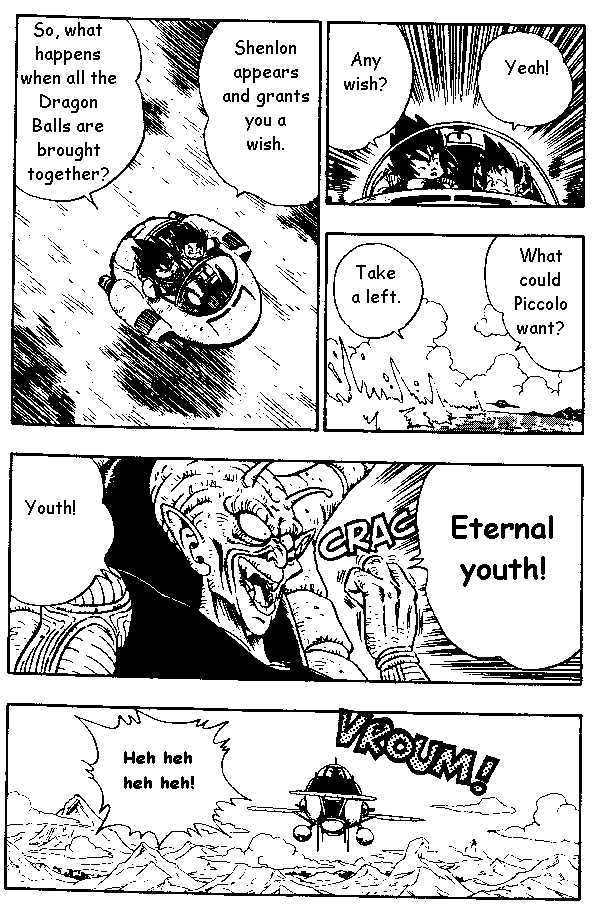 So, what
happens
when all the
Dragon
Balls are
brought
together?
Shenlon
appears
and grants
you a
wish.
Any
wish?
Yeah!
Take
a left.
What
could
Piccolo
want?
Youth!
CRAC
Eternal
youth!
Heh heh
heh heh!
VROUM!